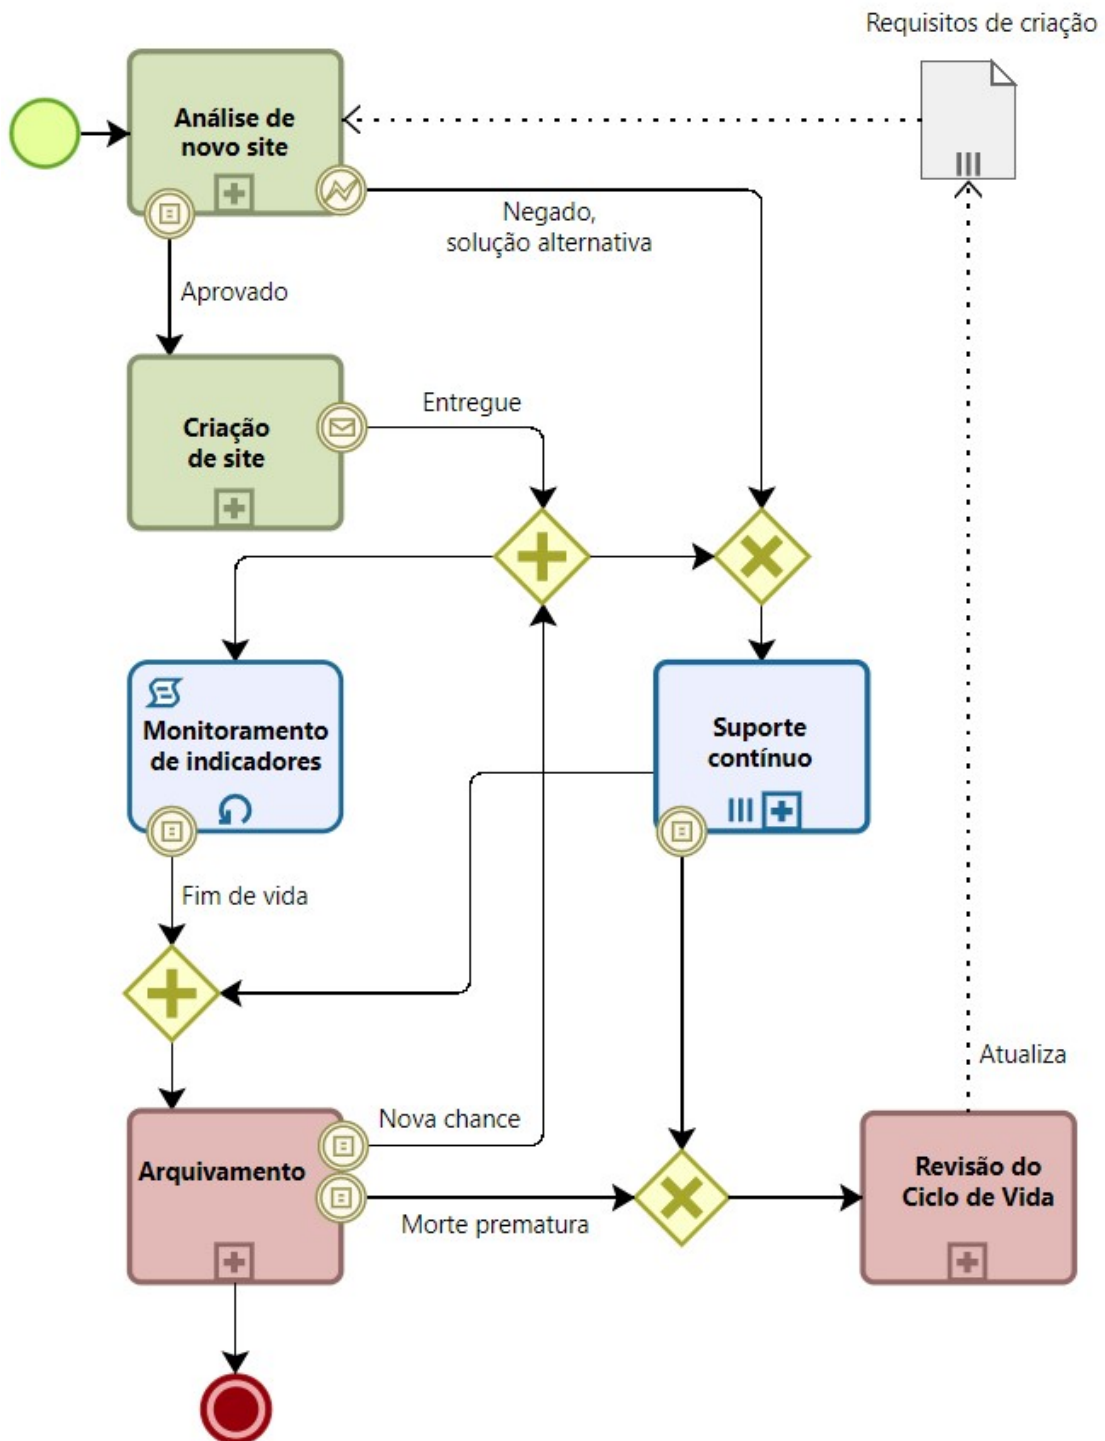 Requisitos de criação
Análise de
novo site
Negado,
solução alternativa
Aprovado
Criação
de site
Entregue
Monitoramento
de indicadores
Suporte
contínuo
Fim de vida
Atualiza
Arquivamento
Nova chance
Morte prematura
Revisão do
Ciclo de Vida